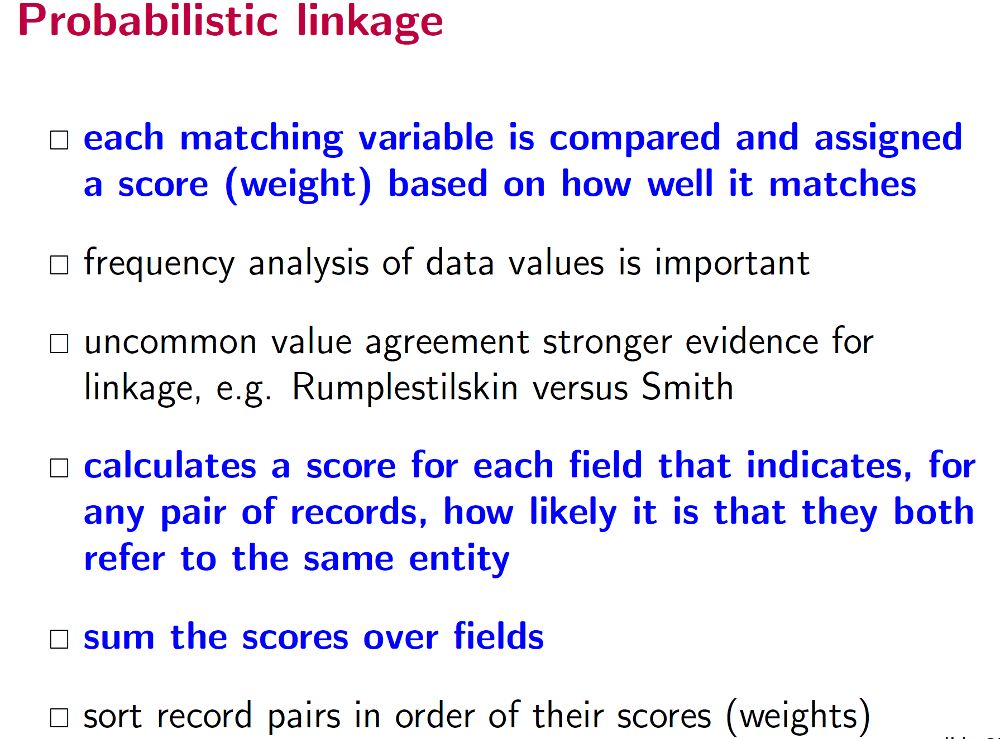 Probabilistic linkage
□ each matching variable is compared and assigned
a score (weight) based on how well it matches
□ frequency analysis of data values is important
□ uncommon value agreement stronger evidence for
linkage, e.g. Rumplestilskin versus Smith
□ calculates a score for each field that indicates, for
any pair of records, how likely it is that they both
refer to the same entity
□ sum the scores over fields
□ sort record pairs in order of their scores (weights)